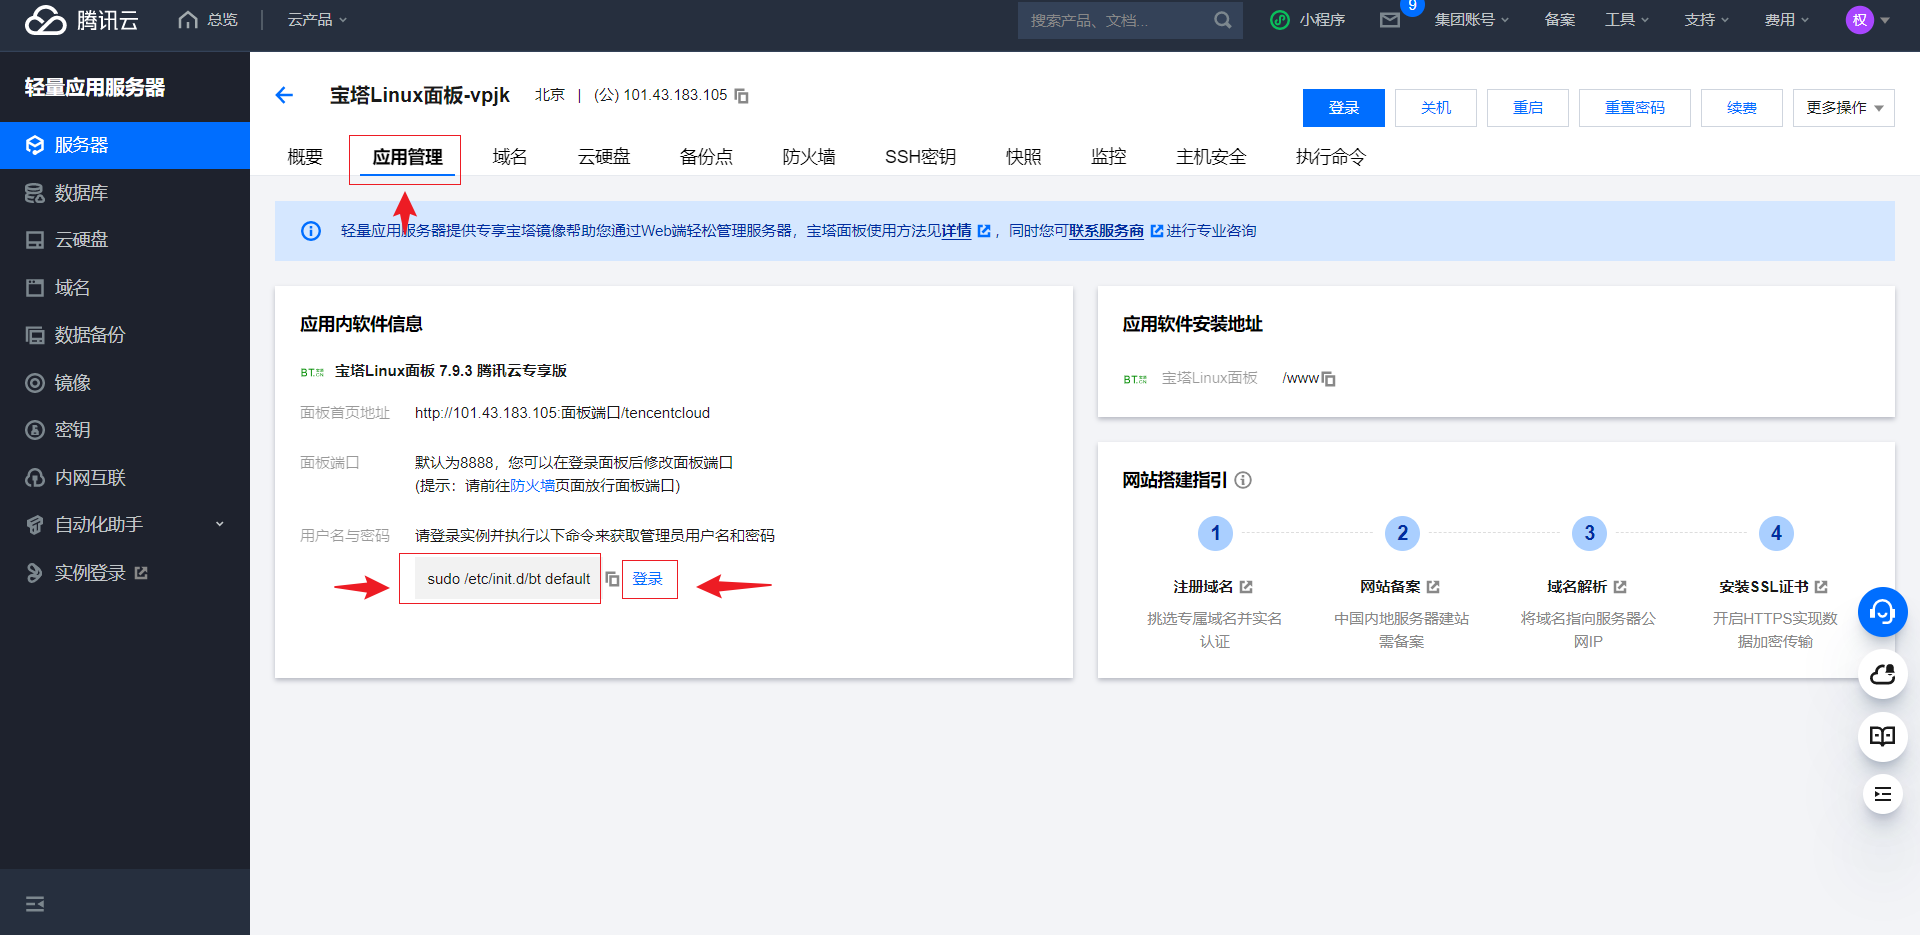 腾讯云
总览
云产品
搜索产品、文档...
小程序
9
集团账号
备案
工具
支持
费用
权
轻量应用服务器
服务器
数据库
云硬盘
域名
数据备份
镜像
密钥
内网互联
自动化助手
实例登录
宝塔Linux面板-vpjk
北京 | (公) 101.43.183.105
登录
关机
重启
重置密码
续费
更多操作
概要
应用管理
域名
云硬盘
备份点
防火墙
SSH密钥
快照
监控
主机安全
执行命令
轻量应用服务器提供专享宝塔镜像帮助您通过Web端轻松管理服务器，宝塔面板使用方法见详情 ，同时您可联系服务商 进行专业咨询
应用内软件信息
BT.宝塔.CN 宝塔Linux面板 7.9.3 腾讯云专享版
面板首页地址 http://101.43.183.105:面板端口/tencentcloud
面板端口 默认为8888，您可以在登录面板后修改面板端口
(提示：请前往防火墙页面放行面板端口)
用户名与密码 请登录实例并执行以下命令来获取管理员用户名和密码
sudo /etc/init.d/bt default 登录
应用软件安装地址
BT.宝塔.CN 宝塔Linux面板 /www
网站搭建指引
1
2
3
4
注册域名
挑选专属域名并实名
认证
网站备案
中国内地服务器建站
需备案
域名解析
将域名指向服务器公
网IP
安装SSL证书
开启HTTPS实现数
据加密传输